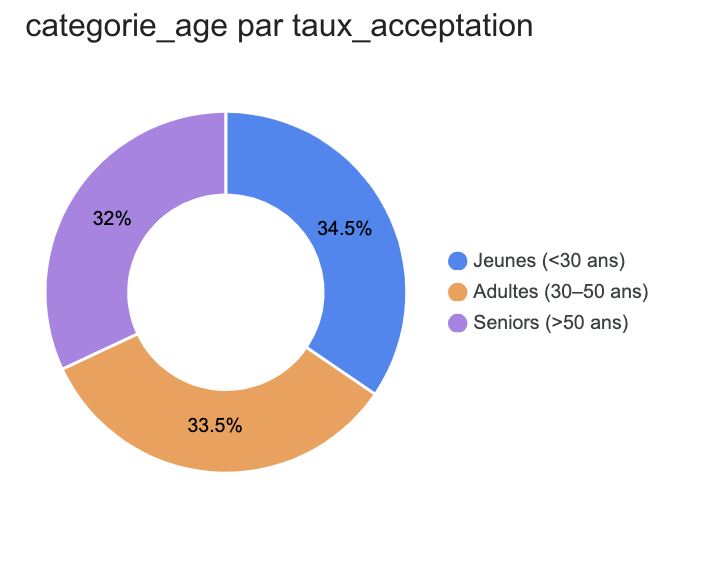 categorie_age par taux_acceptation
32%
34.5%
33.5%
Jeunes (<30 ans)
Adultes (30–50 ans)
Seniors (>50 ans)